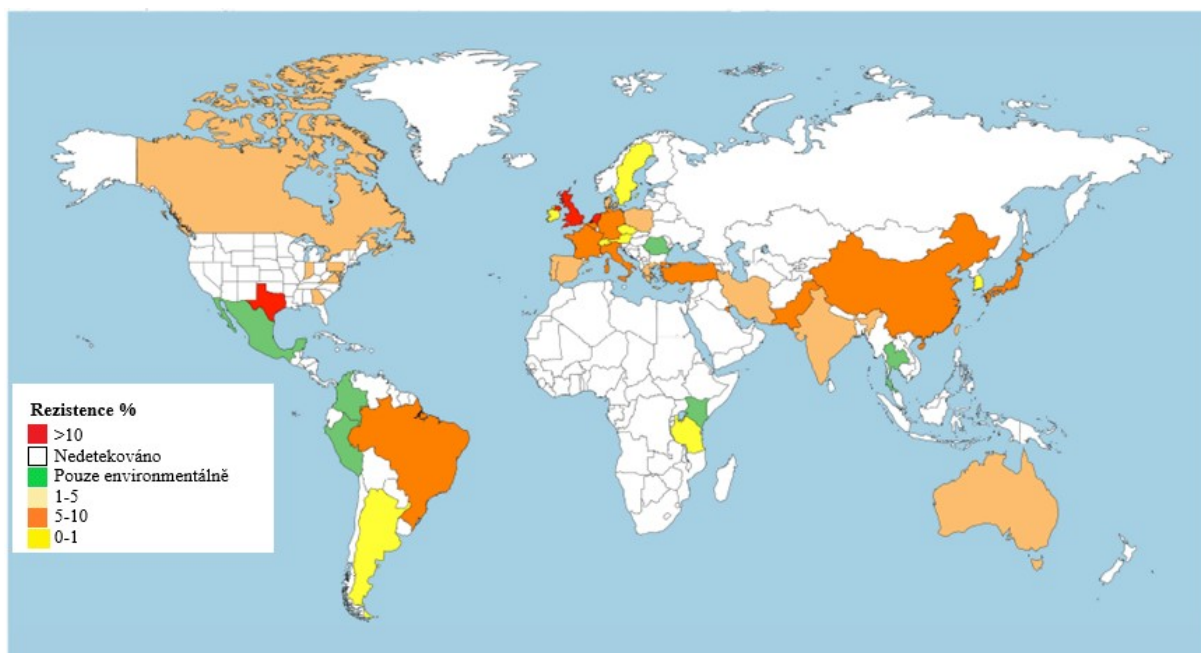 Rezistence %
>10
Nedetekováno
Pouze environmentálně
1-5
5-10
0-1